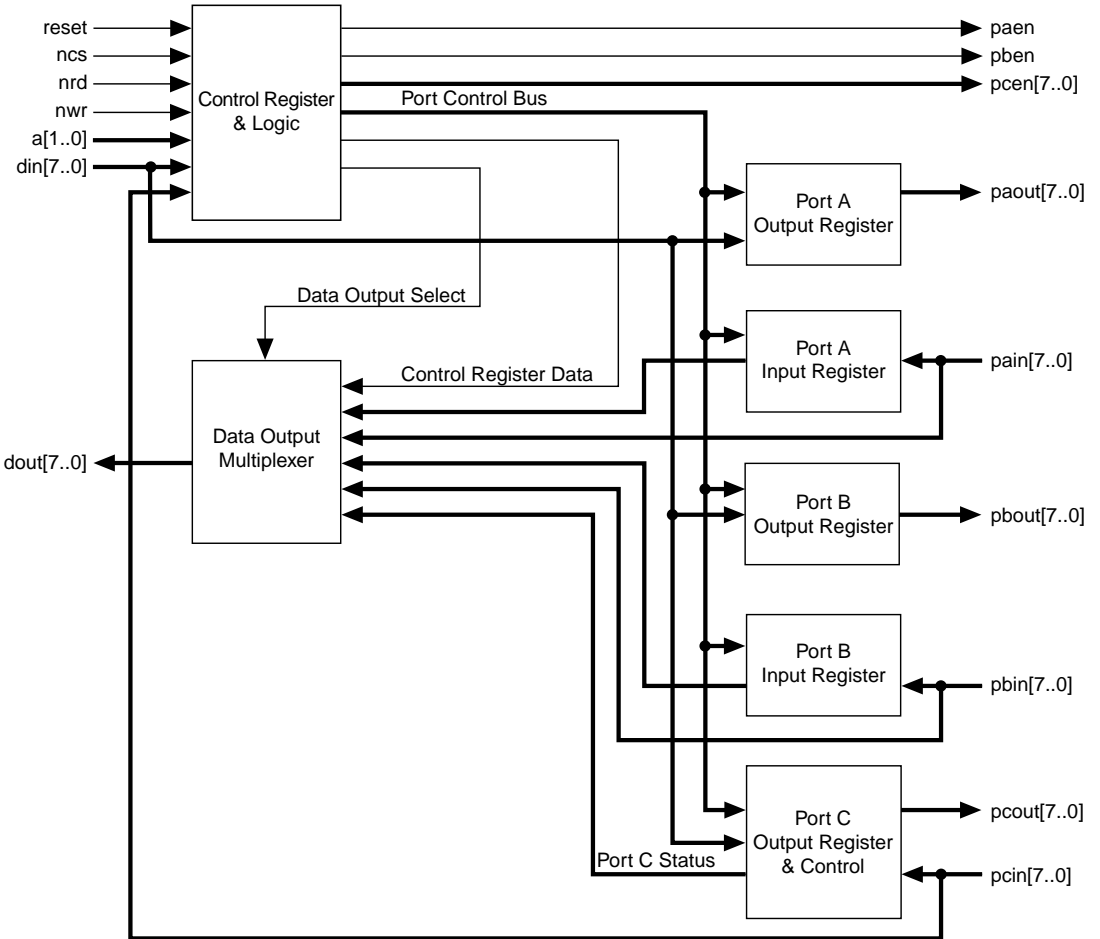 reset
ncs
nrd
nwr
a[1..0]
din[7..0]
Control Register
& Logic
paen
pben
pcen[7..0]
Port Control Bus
Port A
Output Register
paout[7..0]
Data Output Select
Port A
Input Register
pain[7..0]
Control Register Data
Data Output
Multiplexer
dout[7..0]
Port B
Output Register
pbout[7..0]
Port B
Input Register
pbin[7..0]
Port C
Output Register
& Control
pcout[7..0]
Port C Status
pcin[7..0]